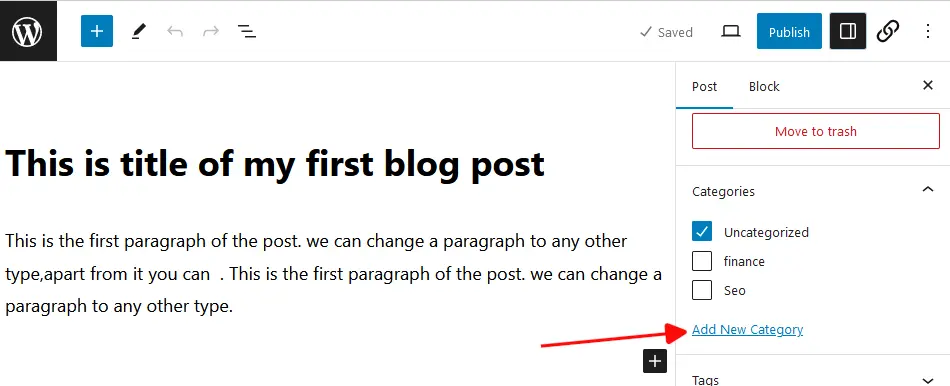 Saved
Publish
Post
Block
Move to trash
This is title of my first blog post
Categories
This is the first paragraph of the post. we can change a paragraph to any other
type,apart from it you can  . This is the first paragraph of the post. we can change a
paragraph to any other type.
Uncategorized
finance
Seo
Add New Category
Tags